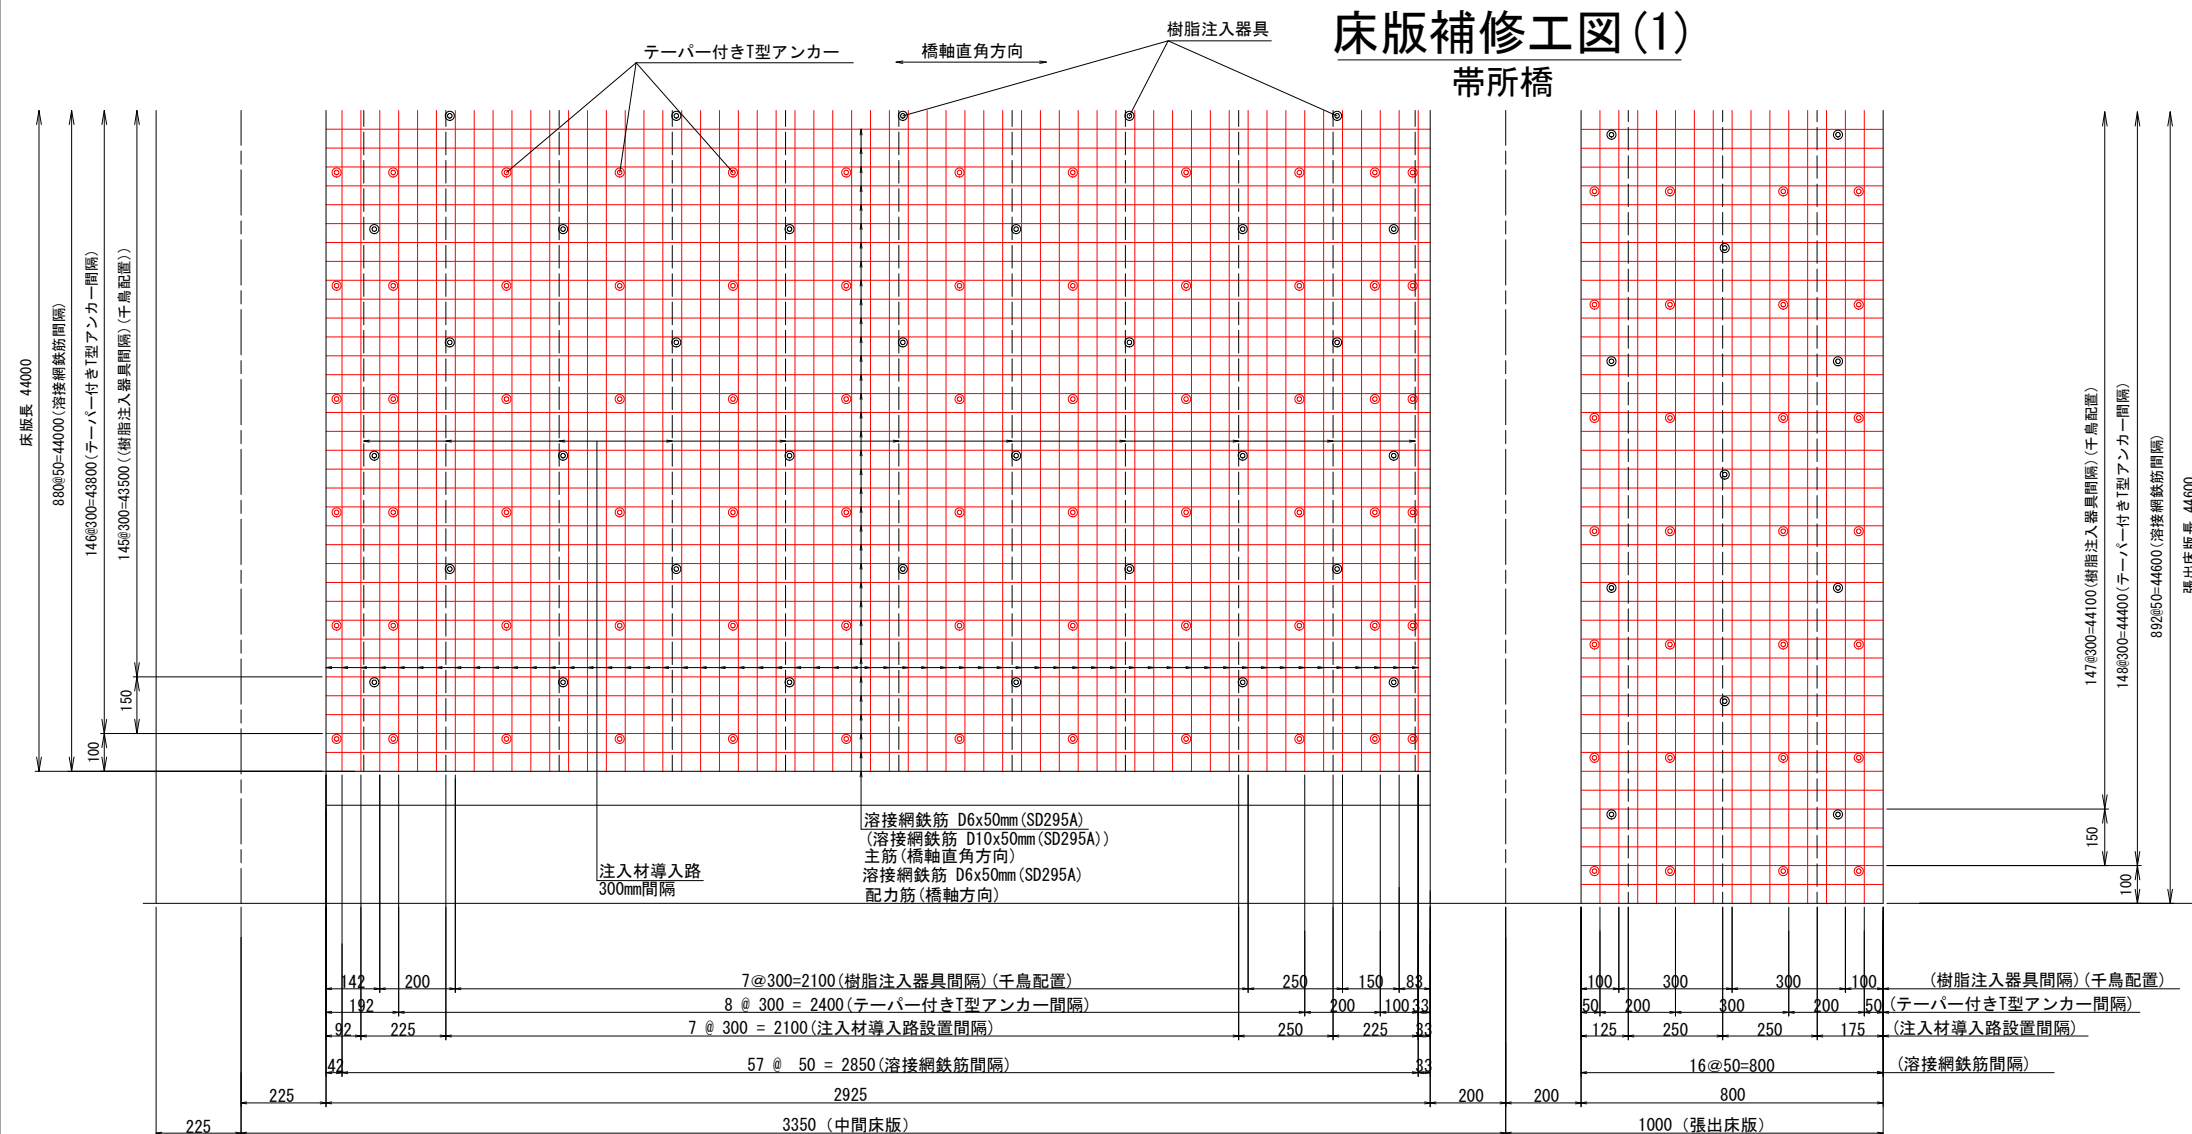 床版補修工図(1)
帯所橋
テーパー付きT型アンカー
橋軸直角方向
樹脂注入器具
床版長 44000
880@50=44000(溶接網鉄筋間隔)
146@300=43800(テーパー付きT型アンカー間隔)
145@300=43500((樹脂注入器具間隔)(千鳥配置))
150
100
147@300=44100(樹脂注入器具間隔)(千鳥配置)
148@300=44400(テーパー付きT型アンカー間隔)
892@50=44600(溶接網鉄筋間隔)
張出床版長 44600
150
100
溶接網鉄筋 D6x50mm(SD295A)
(溶接網鉄筋 D10x50mm(SD295A))
主筋(橋軸直角方向)
溶接網鉄筋 D6x50mm(SD295A)
配力筋(橋軸方向)
注入材導入路
300mm間隔
142 200 7@300=2100(樹脂注入器具間隔)(千鳥配置) 250 150 83 100 300 300 100 (樹脂注入器具間隔)(千鳥配置)
192 8 @ 300 = 2400(テーパー付きT型アンカー間隔) 200 100 33 50 200 300 200 50 (テーパー付きT型アンカー間隔)
92 225 7 @ 300 = 2100(注入材導入路設置間隔) 250 225 33 125 250 250 175 (注入材導入路設置間隔)
42 57 @ 50 = 2850(溶接網鉄筋間隔) 33 16@50=800 (溶接網鉄筋間隔)
225 2925 200 200 800
225 3350 (中間床版) 1000 (張出床版)